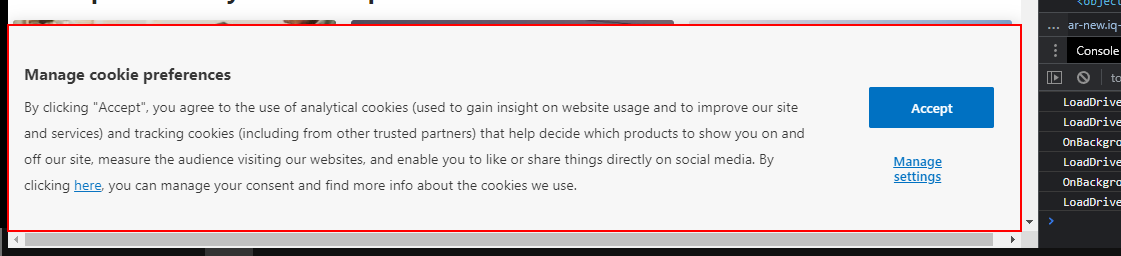 <objec
... ar-new.iq-
Console
to
Manage cookie preferences
By clicking "Accept", you agree to the use of analytical cookies (used to gain insight on website usage and to improve our site
and services) and tracking cookies (including from other trusted partners) that help decide which products to show you on and
off our site, measure the audience visiting our websites, and enable you to like or share things directly on social media. By
clicking here, you can manage your consent and find more info about the cookies we use.
Accept
Manage
settings
LoadDrive
LoadDrive
OnBackgro
LoadDrive
OnBackgro
LoadDrive